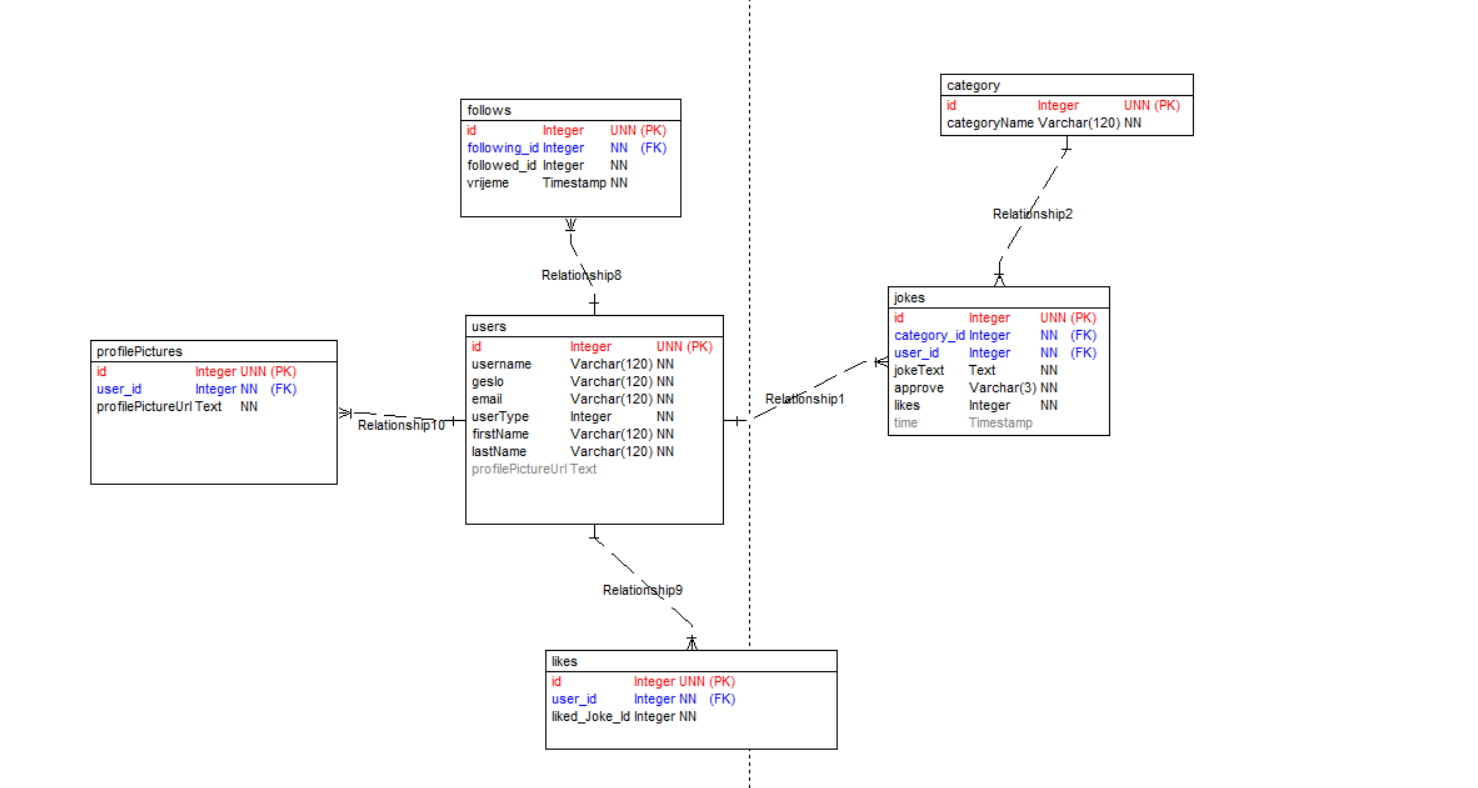 category
id Integer UNN (PK)
categoryName Varchar(120) NN
follows
id Integer UNN (PK)
following_id Integer NN (FK)
followed_id Integer NN
vrijeme Timestamp NN
Relationship2
Relationship8
jokes
id Integer UNN (PK)
category_id Integer NN (FK)
user_id Integer NN (FK)
jokeText Text NN
approve Varchar(3) NN
likes Integer NN
time Timestamp
users
id Integer UNN (PK)
username Varchar(120) NN
geslo Varchar(120) NN
email Varchar(120) NN
userType Integer NN
firstName Varchar(120) NN
lastName Varchar(120) NN
profilePictureUrl Text
profilePictures
id Integer UNN (PK)
user_id Integer NN (FK)
profilePictureUrl Text NN
Relationship1
Relationship10
Relationship9
likes
id Integer UNN (PK)
user_id Integer NN (FK)
liked_Joke_Id Integer NN